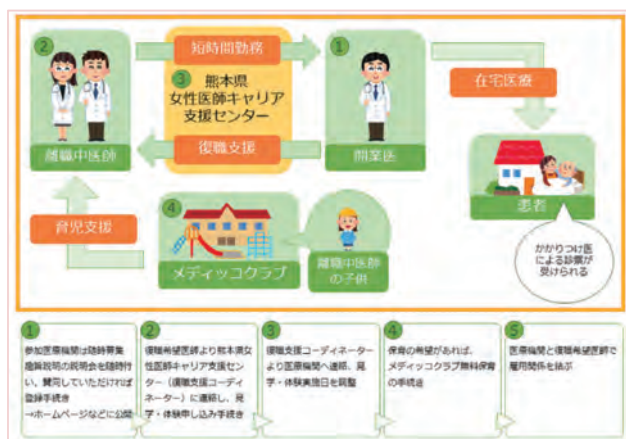 ②
短時間勤務
①
③
熊本県
女性医師キャリア
支援センター
在宅医療
復職支援
離職中医師
開業医
患者
育児支援
④
メディッコクラブ
離職中医師
の子供
かかりつけ医
による診察が
受けられる
①
参加医療機関は随時募集
趣旨説明の説明会を随時行
い、賛同していただければ
登録手続き
→ホームページなどに公開
②
復職希望医師より熊本県女
性医師キャリア支援セン
ター（復職支援コーディ
ネーター）に連絡し、見
学・体験申し込み手続き
③
復職支援コーディネーター
より医療機関へ連絡、見
学・体験実施日を調整
④
保育の希望があれば、
メディッコクラブ無料保育
の手続き
⑤
医療機関と復職希望医師で
雇用関係を結ぶ